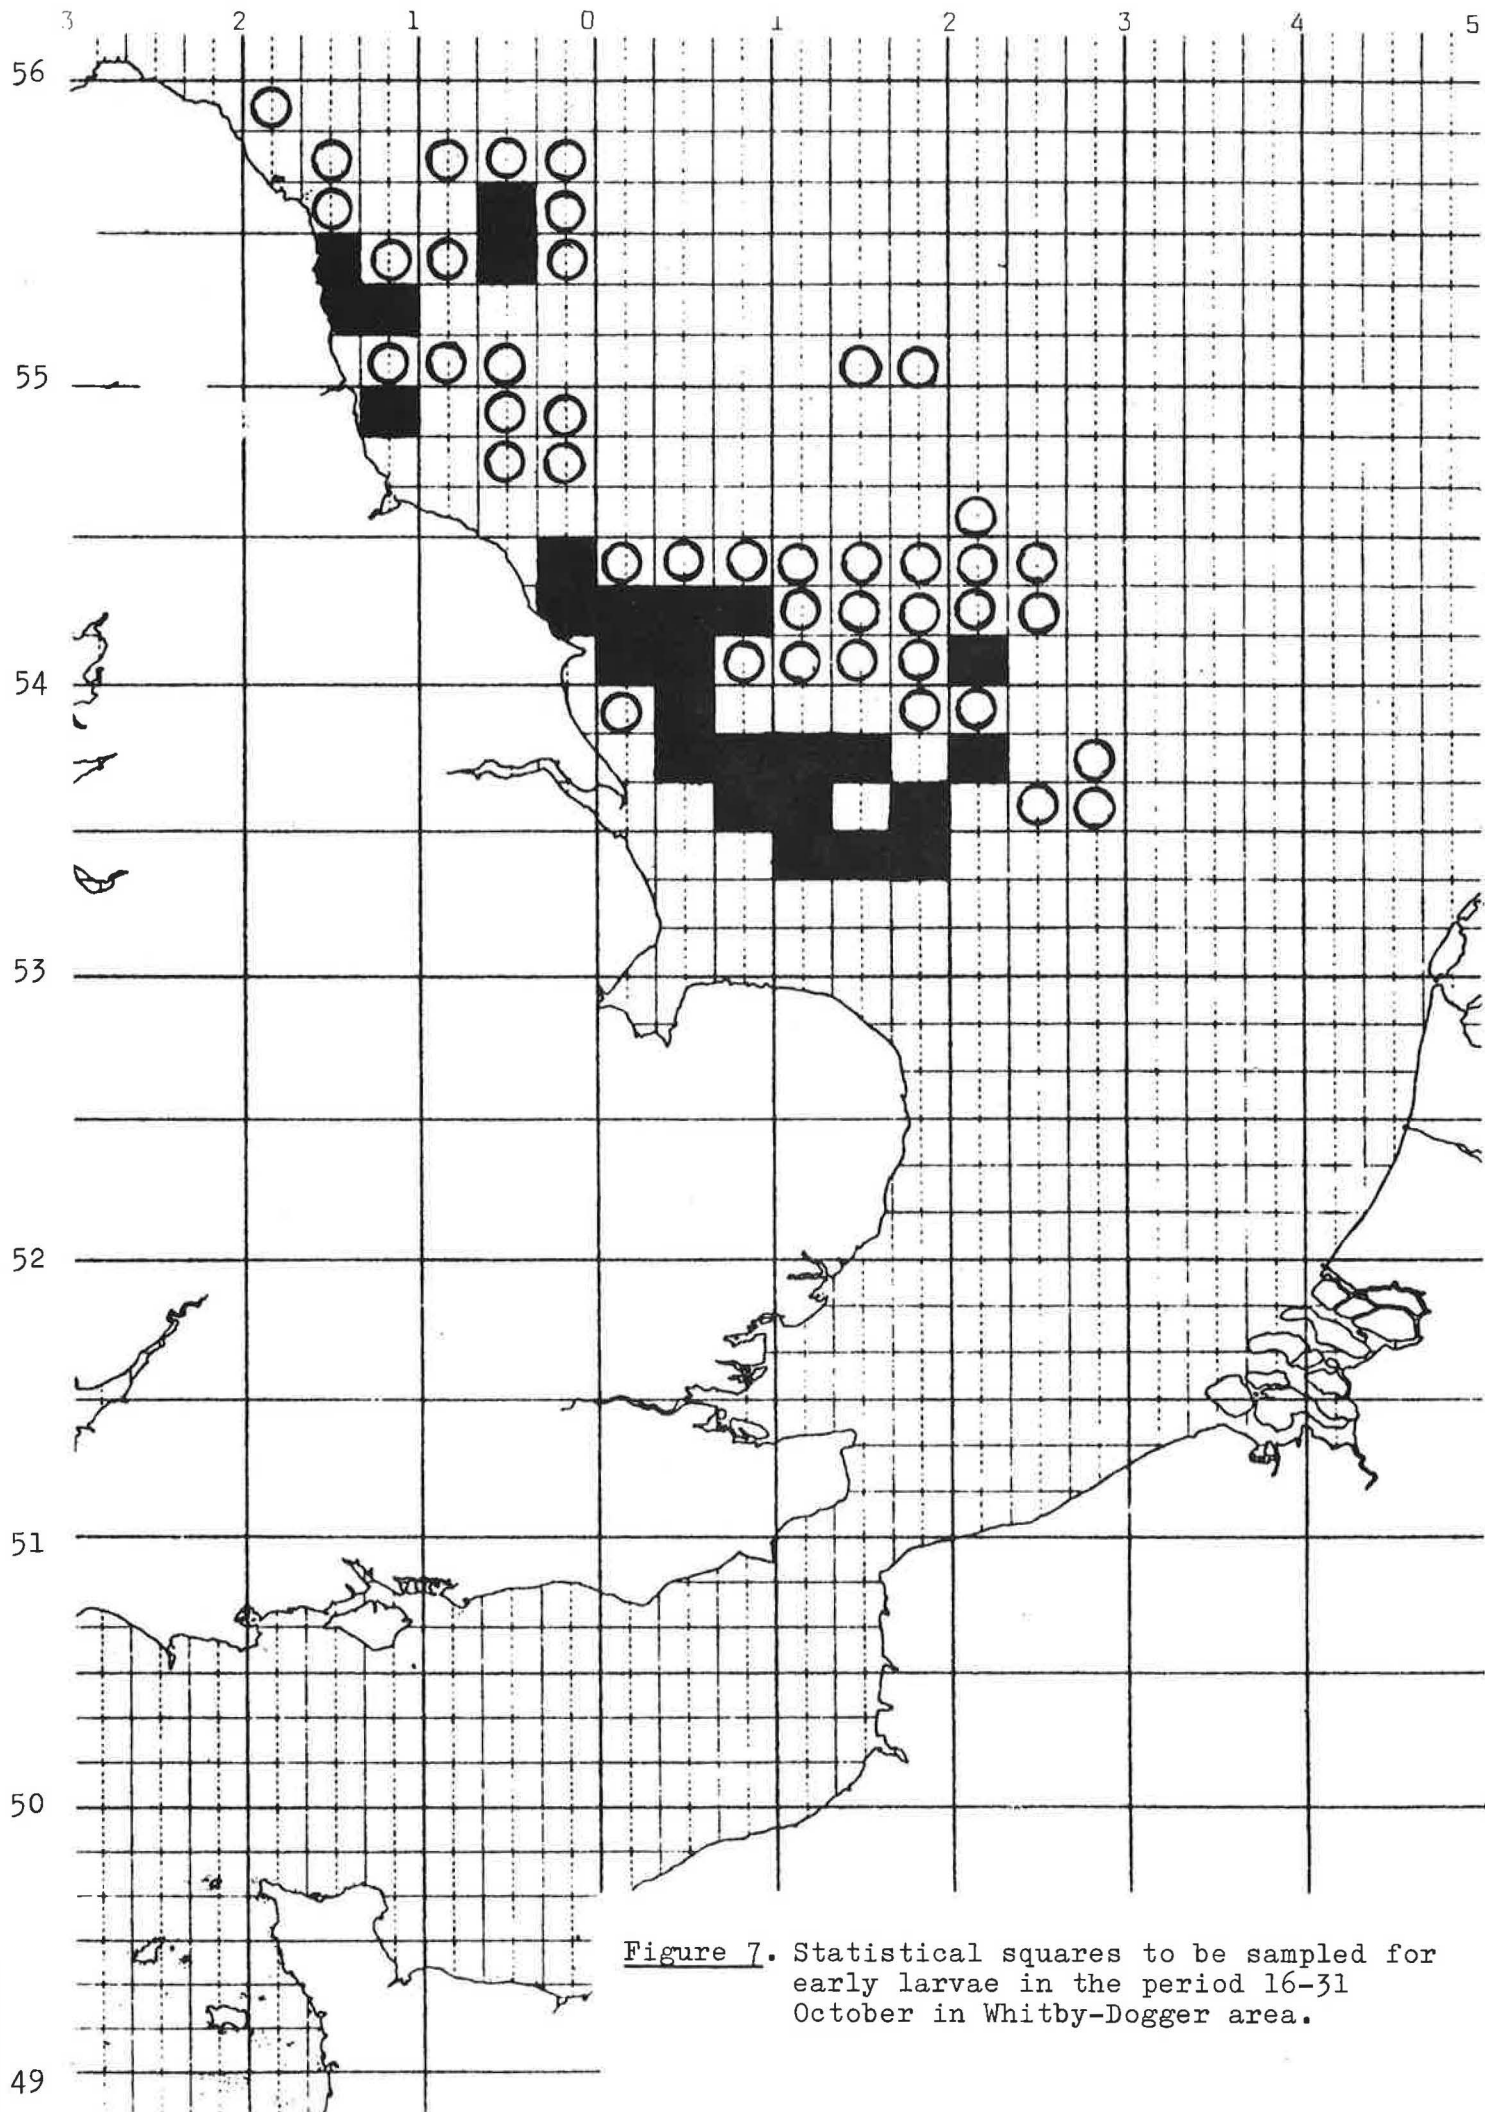 3 2 1 0 1 2 3 4 5
56
55
54
53
52
51
50
Figure 7. Statistical squares to be sampled for
early larvae in the period 16-31
October in Whitby-Dogger area.
49